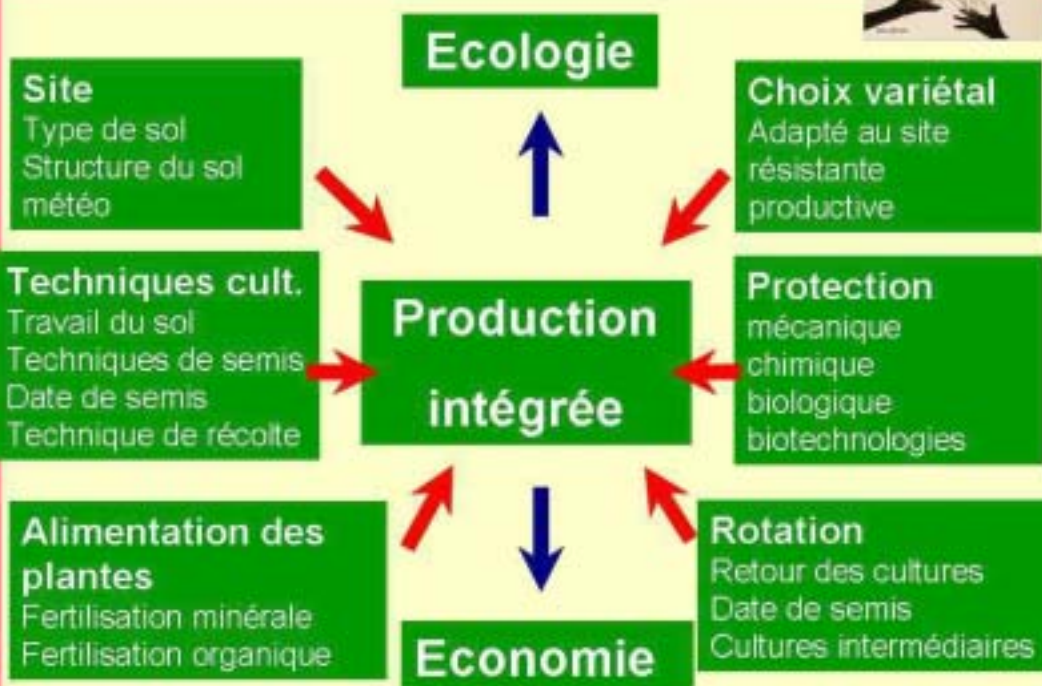 Ecologie
Site
Type de sol
Structure du sol
météo
Choix variétal
Adapté au site
résistante
productive
Techniques cult.
Travail du sol
Techniques de semis
Date de semis
Technique de récolte
Production
intégrée
Protection
mécanique
chimique
biologique
biotechnologies
Alimentation des
plantes
Fertilisation minérale
Fertilisation organique
Economie
Rotation
Retour des cultures
Date de semis
Cultures intermédiaires